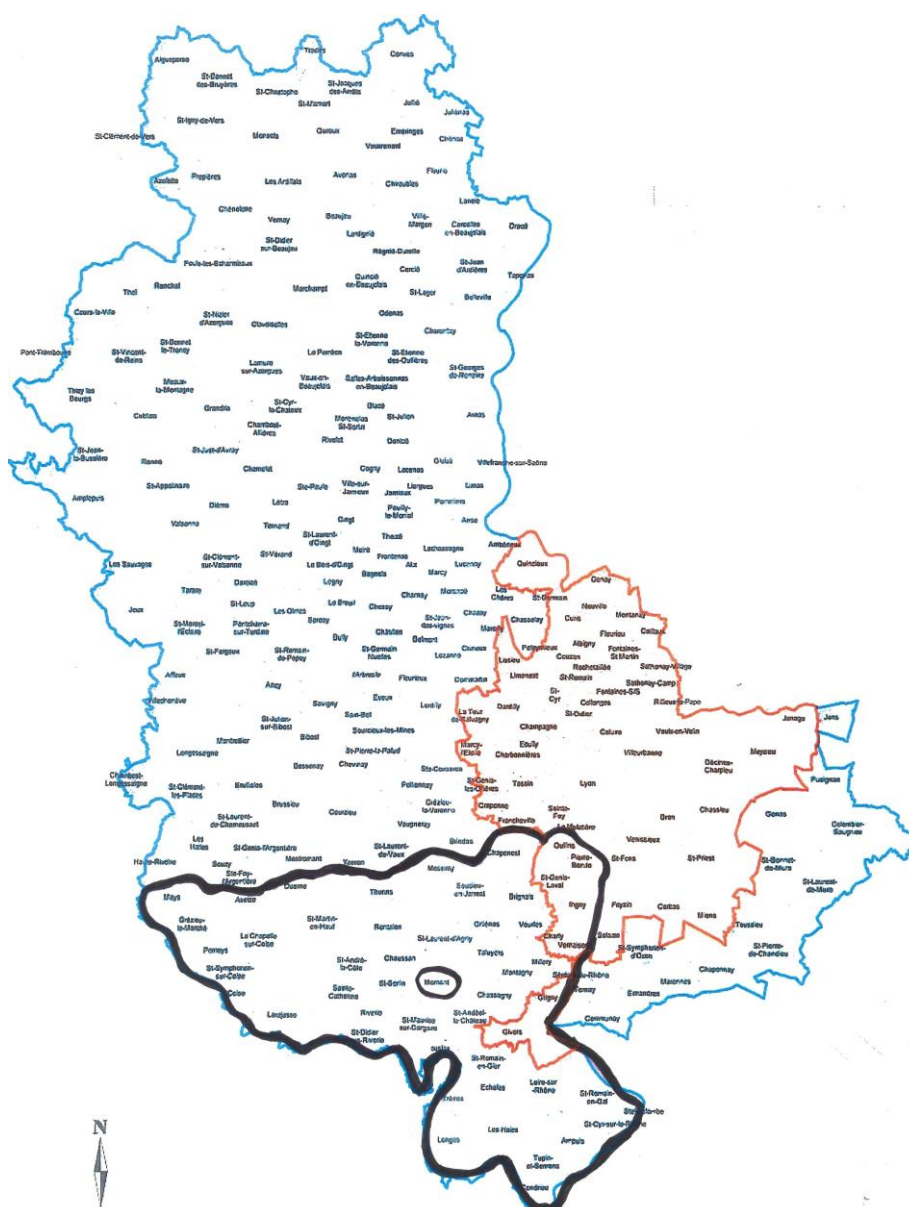 Aigueperse
St-Bonnet
des-Bruyères
Trades
Cenves
St-Christophe
St-Jacques
des-Arrêts
St-Mamert
Jullié
Juliénas
St-Igny-de-Vers
St-Clément-de-Vers
Monsols
Ouroux
Emeringes
Vauxrenard
Chénas
Azolette
Propières
Les Ardillats
Avenas
Chiroubles
Fleurie
Lancié
Chénelette
Vernay
Beaujeu
Lantignié
Villié-
Morgon
Corcelles
en-Beaujolais
Dracé
St-Didier
sur-Beaujeu
Régnié-Durette
Poule-les-Echarmeaux
Cercié
St-Jean
d'Ardières
Taponas
Thel
Ranchal
Marchampt
Quincié
en-Beaujolais
St-Lager
Belleville
Cours-la-Ville
St-Nizier
d'Azergues
Claveisolles
Odenas
Charentay
Pont-Trambouze
St-Vincent
de-Reins
St-Bonnet
le-Troncy
Le Perréon
St-Etienne
la-Varenne
St-Etienne
des-Oullières
St-Georges
de-Reneins
Lamure
sur-Azergues
Vaux-en-
Beaujolais
Salles-Arbuissonnas
en-Beaujolais
Thizy les
Bourgs
Meaux-
la-Montagne
Cublize
Grandris
St-Cyr-
le-Chatoux
Blacé
Montmelas
St-Sorlin
St-Julien
Arnas
Chambost-
Allières
Rivolet
Denicé
St-Jean-
la-Bussière
Ronno
St-Just-d'Avray
Chamelet
Cogny
Lacenas
Gleizé
Villefranche-sur-Saône
Amplepuis
St-Appolinaire
Ste-Paule
Ville-sur-
Jarnioux
Jarnioux
Liergues
Limas
Valsonne
Dième
Létra
Ternand
Oingt
Pouilly-
le-Monial
Pommiers
Anse
St-Laurent-
d'Oingt
Theizé
Ambérieux
Les Sauvages
St-Clément-
sur-Valsonne
St-Vérand
Moiré
Frontenas
Lachassagne
Le Bois-d'Oingt
Bagnols
Alix
Marcy
Lucenay
Quincieux
Genay
Joux
Tarare
Dareizé
Légny
Charnay
Morancé
Les
Chères
St-Germain
Neuville
Montanay
St-Marcel-
l'Eclairé
St-Loup
Pontcharra-
sur-Turdine
Les Olmes
Le Breuil
Chessy
Sarcey
St-Jean-
des-Vignes
Chazay
Marcilly
Chasselay
Curis
Fleurieu
Cailloux
Albigny
Bully
Châtillon
Belmont
Poleymieux
Couzon
Fontaines-
St-Martin
St-Forgeux
St-Romain-
de-Popey
St-Germain
Nuelles
Lozanne
Civrieux
Lissieu
Rochetaillée
Sathonay-Village
Affoux
Ancy
l'Arbresle
Fleurieux
Dommartin
Limonest
St-Romain
Sathonay-Camp
Villechenève
Savigny
Eveux
Lentilly
St-
Cyr
Fontaines-S/S
Rillieux-la-Pape
Collonges
St-Didier
Dardilly
La Tour
de-Salvagny
Jonage
Jons
Montrottier
St-Julien-
sur-Bibost
Bibost
Sain-Bel
Sourcieux-les-Mines
St-Pierre-la-Palud
Champagne
Ecully
Caluire
Vaulx-en-Velin
Longessaigne
Marcy-
l'Etoile
Charbonnières
Villeurbanne
Meyzieu
Décines-
Charpieu
Chambost-
Longessaigne
Bessenay
Chevinay
Ste-Consorce
St-Clément-
les-Places
Brullioles
Pollionnay
St-Genis-
les-Ollières
Tassin
Lyon
Pusignan
Brussieu
Courzieu
Grézieu-
la-Varenne
Craponne
Francheville
Sainte-
Foy
La Mulatière
Bron
Chassieu
Genas
Colombier-
Saugnieu
St-Laurent-
de-Chamousset
Vaugneray
Vénissieux
Les
Halles
St-Genis-l'Argentière
St-Laurent-
de-Vaux
Brindas
Chaponost
Oullins
Haute-Rivoire
Souzy
Montromant
Yzeron
Messimy
Pierre-
Bénite
St-Fons
St-Priest
St-Bonnet-
de-Mure
Ste-Foy-
l'Argentière
St-Genis-
Laval
St-Laurent-
de-Mure
Meys
Aveize
Duerne
Thurins
Soucieu-
en-Jarrest
Brignais
Irigny
Feyzin
Corbas
Mions
Toussieu
Grézieu-
le-Marché
La Chapelle
sur-Coise
St-Martin
en-Haut
Rontalon
Orliénas
Vourles
Charly
Vernaison
Solaize
St-Symphorien-
d'Ozon
St-Pierre-
de-Chandieu
Pomeys
St-Laurent-d'Agny
Taluyers
Millery
St-Symphorien-
sur-Coise
St-André-
la-Côte
Chaussan
Montagny
Sérézin-du-Rhône
Marennes
Chaponnay
Coise
Sainte-
Catherine
St-Sorlin
Mornant
Chassagny
Grigny
Ternay
Simandres
Larajasse
Riverie
St-Maurice
sur-Dargoire
St-Andéol-
le-Château
Givors
Communay
St-Didier
sous-Riverie
St-Romain-
en-Gier
Echalas
Loire-sur
-Rhône
St-Romain-
en-Gal
Trèves
Longes
Les Haies
St-Cyr-sur-le-Rhône
Ampuis
Tupin-
et-Semons
Condrieu
N